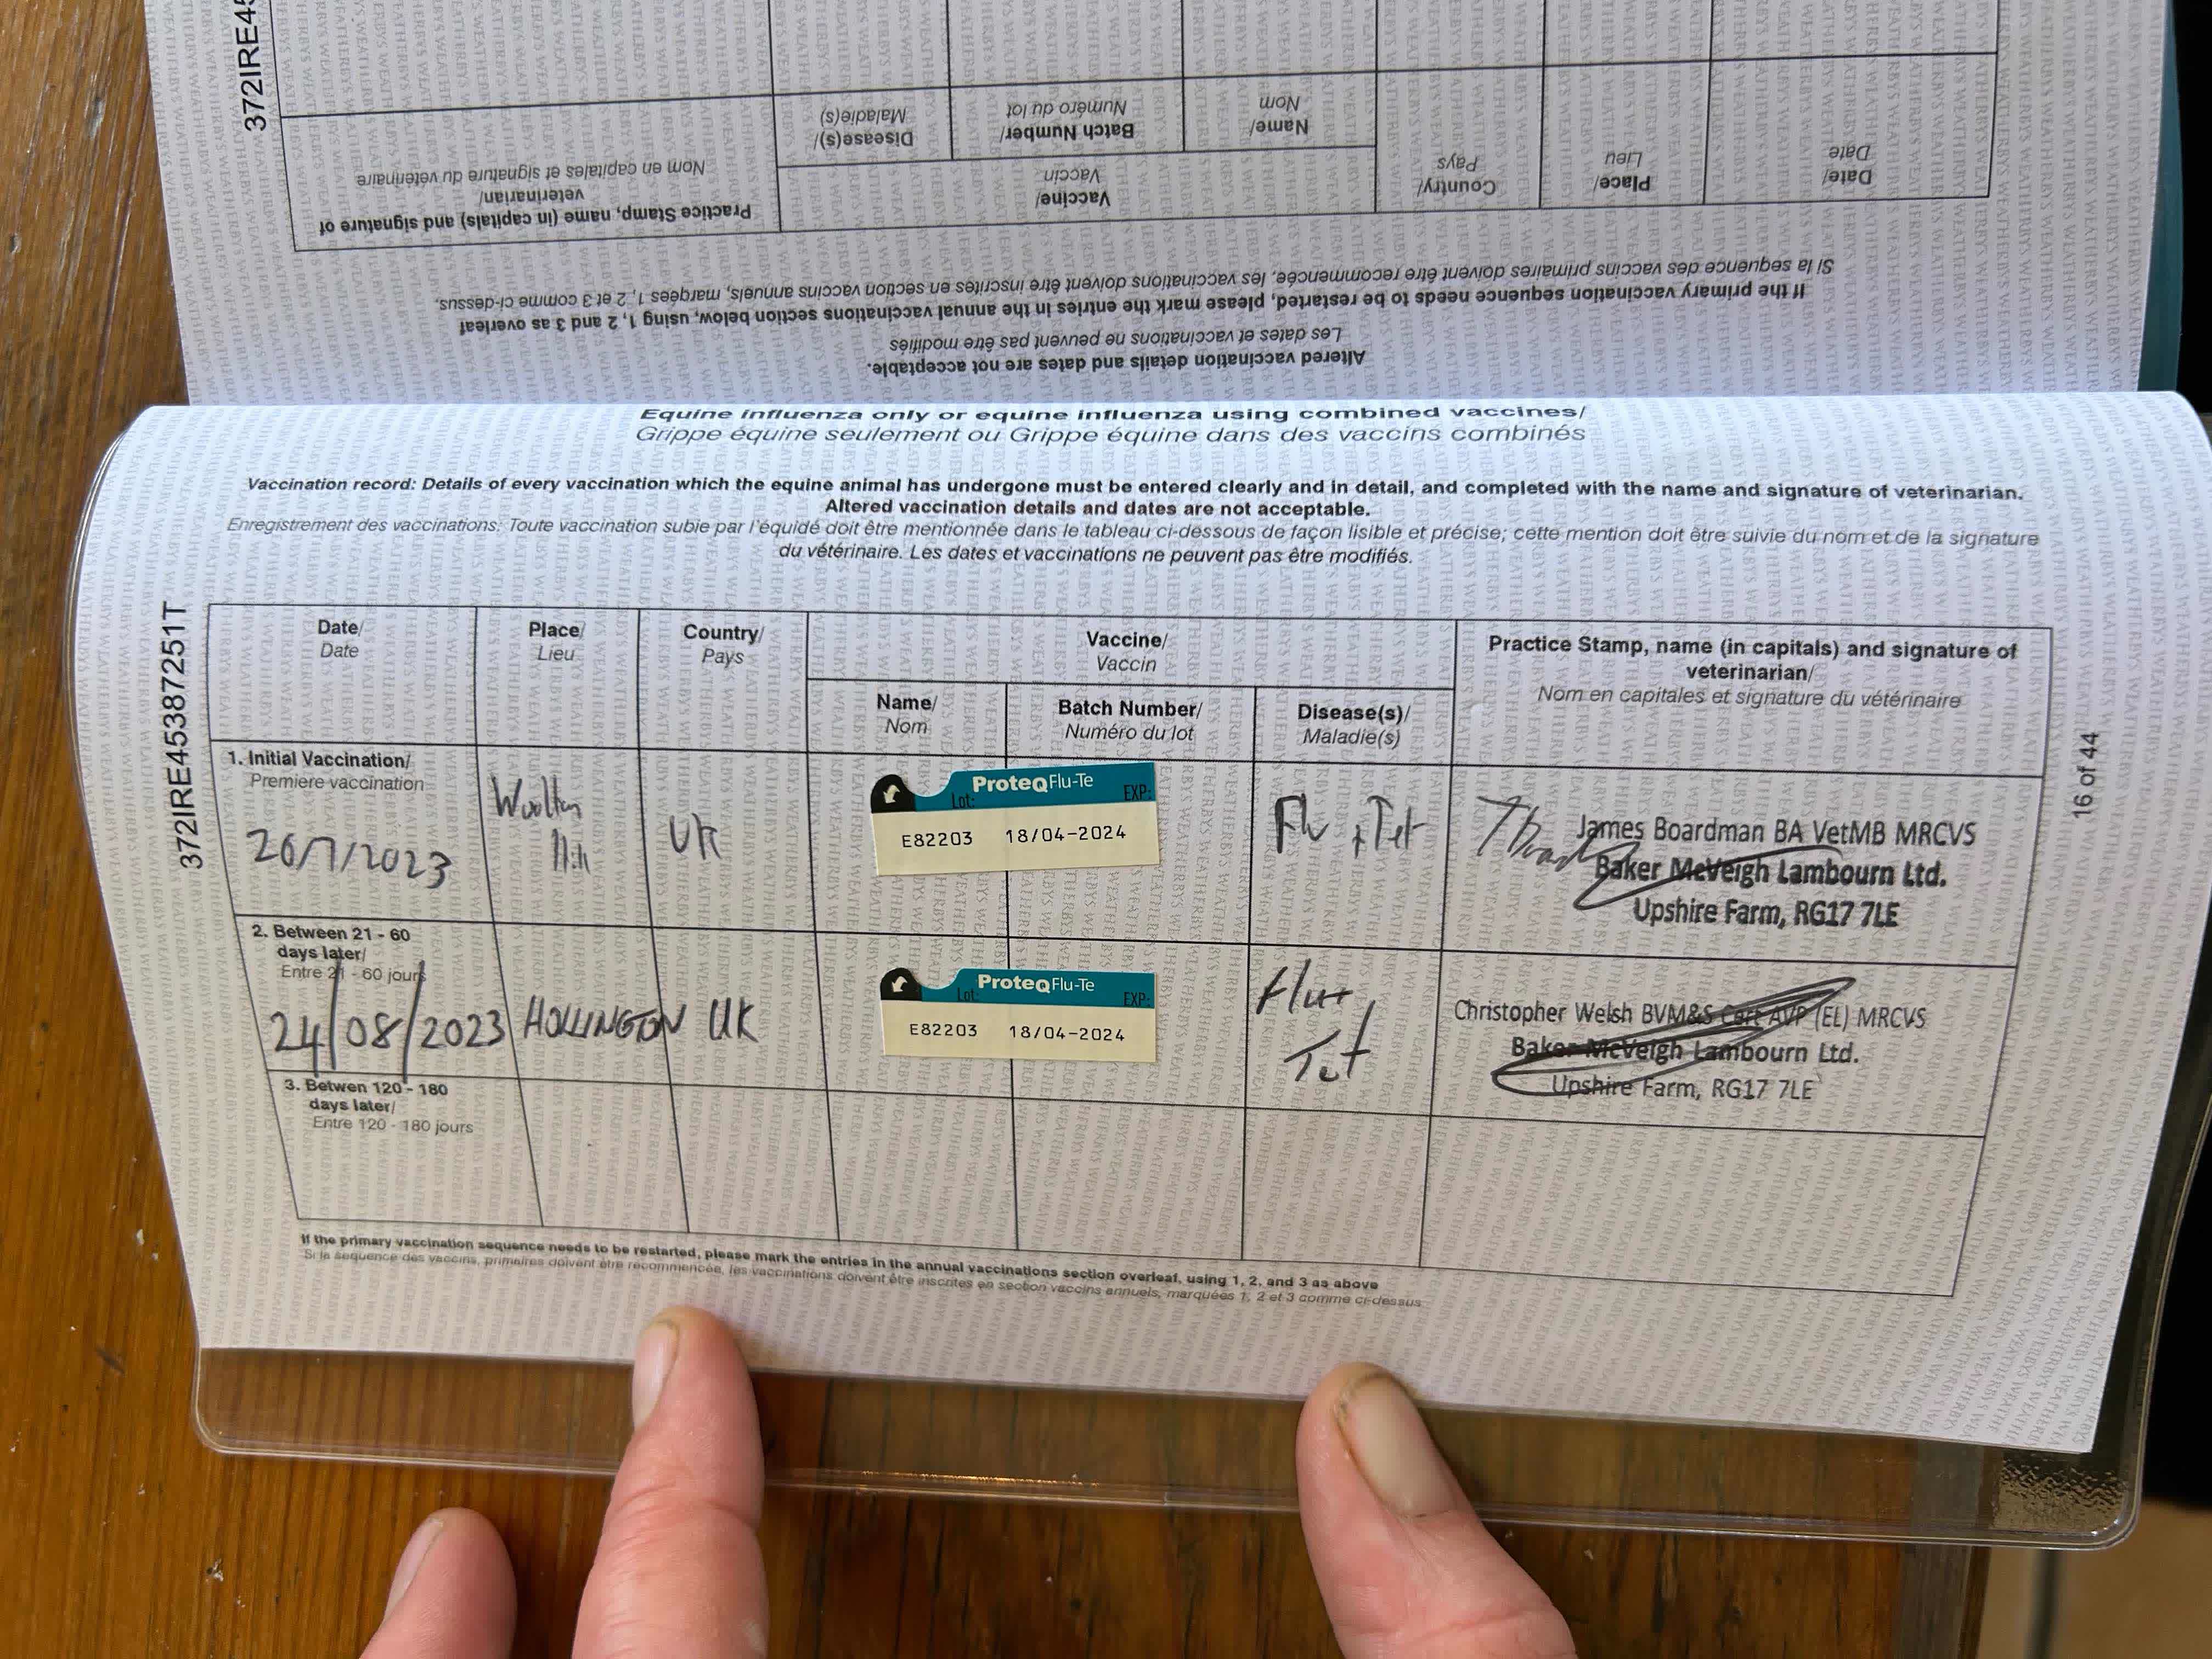 372IRE45
Si la sequence des vaccins primaires doivent être recommencée, les vaccinations doivent être inscrites en section vaccins annuels, marqées 1, 2 et 3 comme ci-dessus.
If the primary vaccination sequence needs to be restarted, please mark the entries in the annual vaccinations section below, using 1, 2 and 3 as overleaf
Les dates et vaccinations ne peuvent pas être modifiés
Altered vaccination details and dates are not acceptable.
Date/
Date
Place/
Lieu
Country/
Pays
Vaccine/
Vaccin
Name/
Nom
Batch Number/
Numéro du lot
Disease(s)/
Maladie(s)
Practice Stamp, name (in capitals) and signature of
veterinarian/
Nom en capitales et signature du vétérinaire
Equine influenza only or equine influenza using combined vaccines/
Grippe équine seulement ou Grippe équine dans des vaccins combinés
Vaccination record: Details of every vaccination which the equine animal has undergone must be entered clearly and in detail, and completed with the name and signature of veterinarian.
Altered vaccination details and dates are not acceptable.
Enregistrement des vaccinations: Toute vaccination subie par l'équidé doit être mentionnée dans le tableau ci-dessous de façon lisible et précise; cette mention doit être suivie du nom et de la signature
du vétérinaire. Les dates et vaccinations ne peuvent pas être modifiés.
372IRE45387251T
Date/
Date
Place/
Lieu
Country/
Pays
Vaccine/
Vaccin
Name/
Nom
Batch Number/
Numéro du lot
Disease(s)/
Maladie(s)
Practice Stamp, name (in capitals) and signature of
veterinarian/
Nom en capitales et signature du vétérinaire
16 of 44
1. Initial Vaccination/
Premiere vaccination
20/7/2023
Woolton
Hill
UK
ProteqFlu-Te
Lot: EXP:
E82203 18/04-2024
Flu + Tet
James Boardman BA VetMB MRCVS
Baker McVeigh Lambourn Ltd.
Upshire Farm, RG17 7LE
2. Between 21 - 60
days later/
Entre 21 - 60 jours
24/08/2023
HOLLINGTON
UK
ProteqFlu-Te
Lot: EXP:
E82203 18/04-2024
Flu +
Tet
Christopher Welsh BVM&S Cert AVP (EL) MRCVS
Baker McVeigh Lambourn Ltd.
Upshire Farm, RG17 7LE
3. Betwen 120 - 180
days later/
Entre 120 - 180 jours
If the primary vaccination sequence needs to be restarted, please mark the entries in the annual vaccinations section overleaf, using 1, 2, and 3 as above
Si la sequence des vaccins, primaires doivent être recommencée, les vaccinations doivent être inscrites en section vaccins annuels, marquées 1, 2 et 3 comme ci-dessus